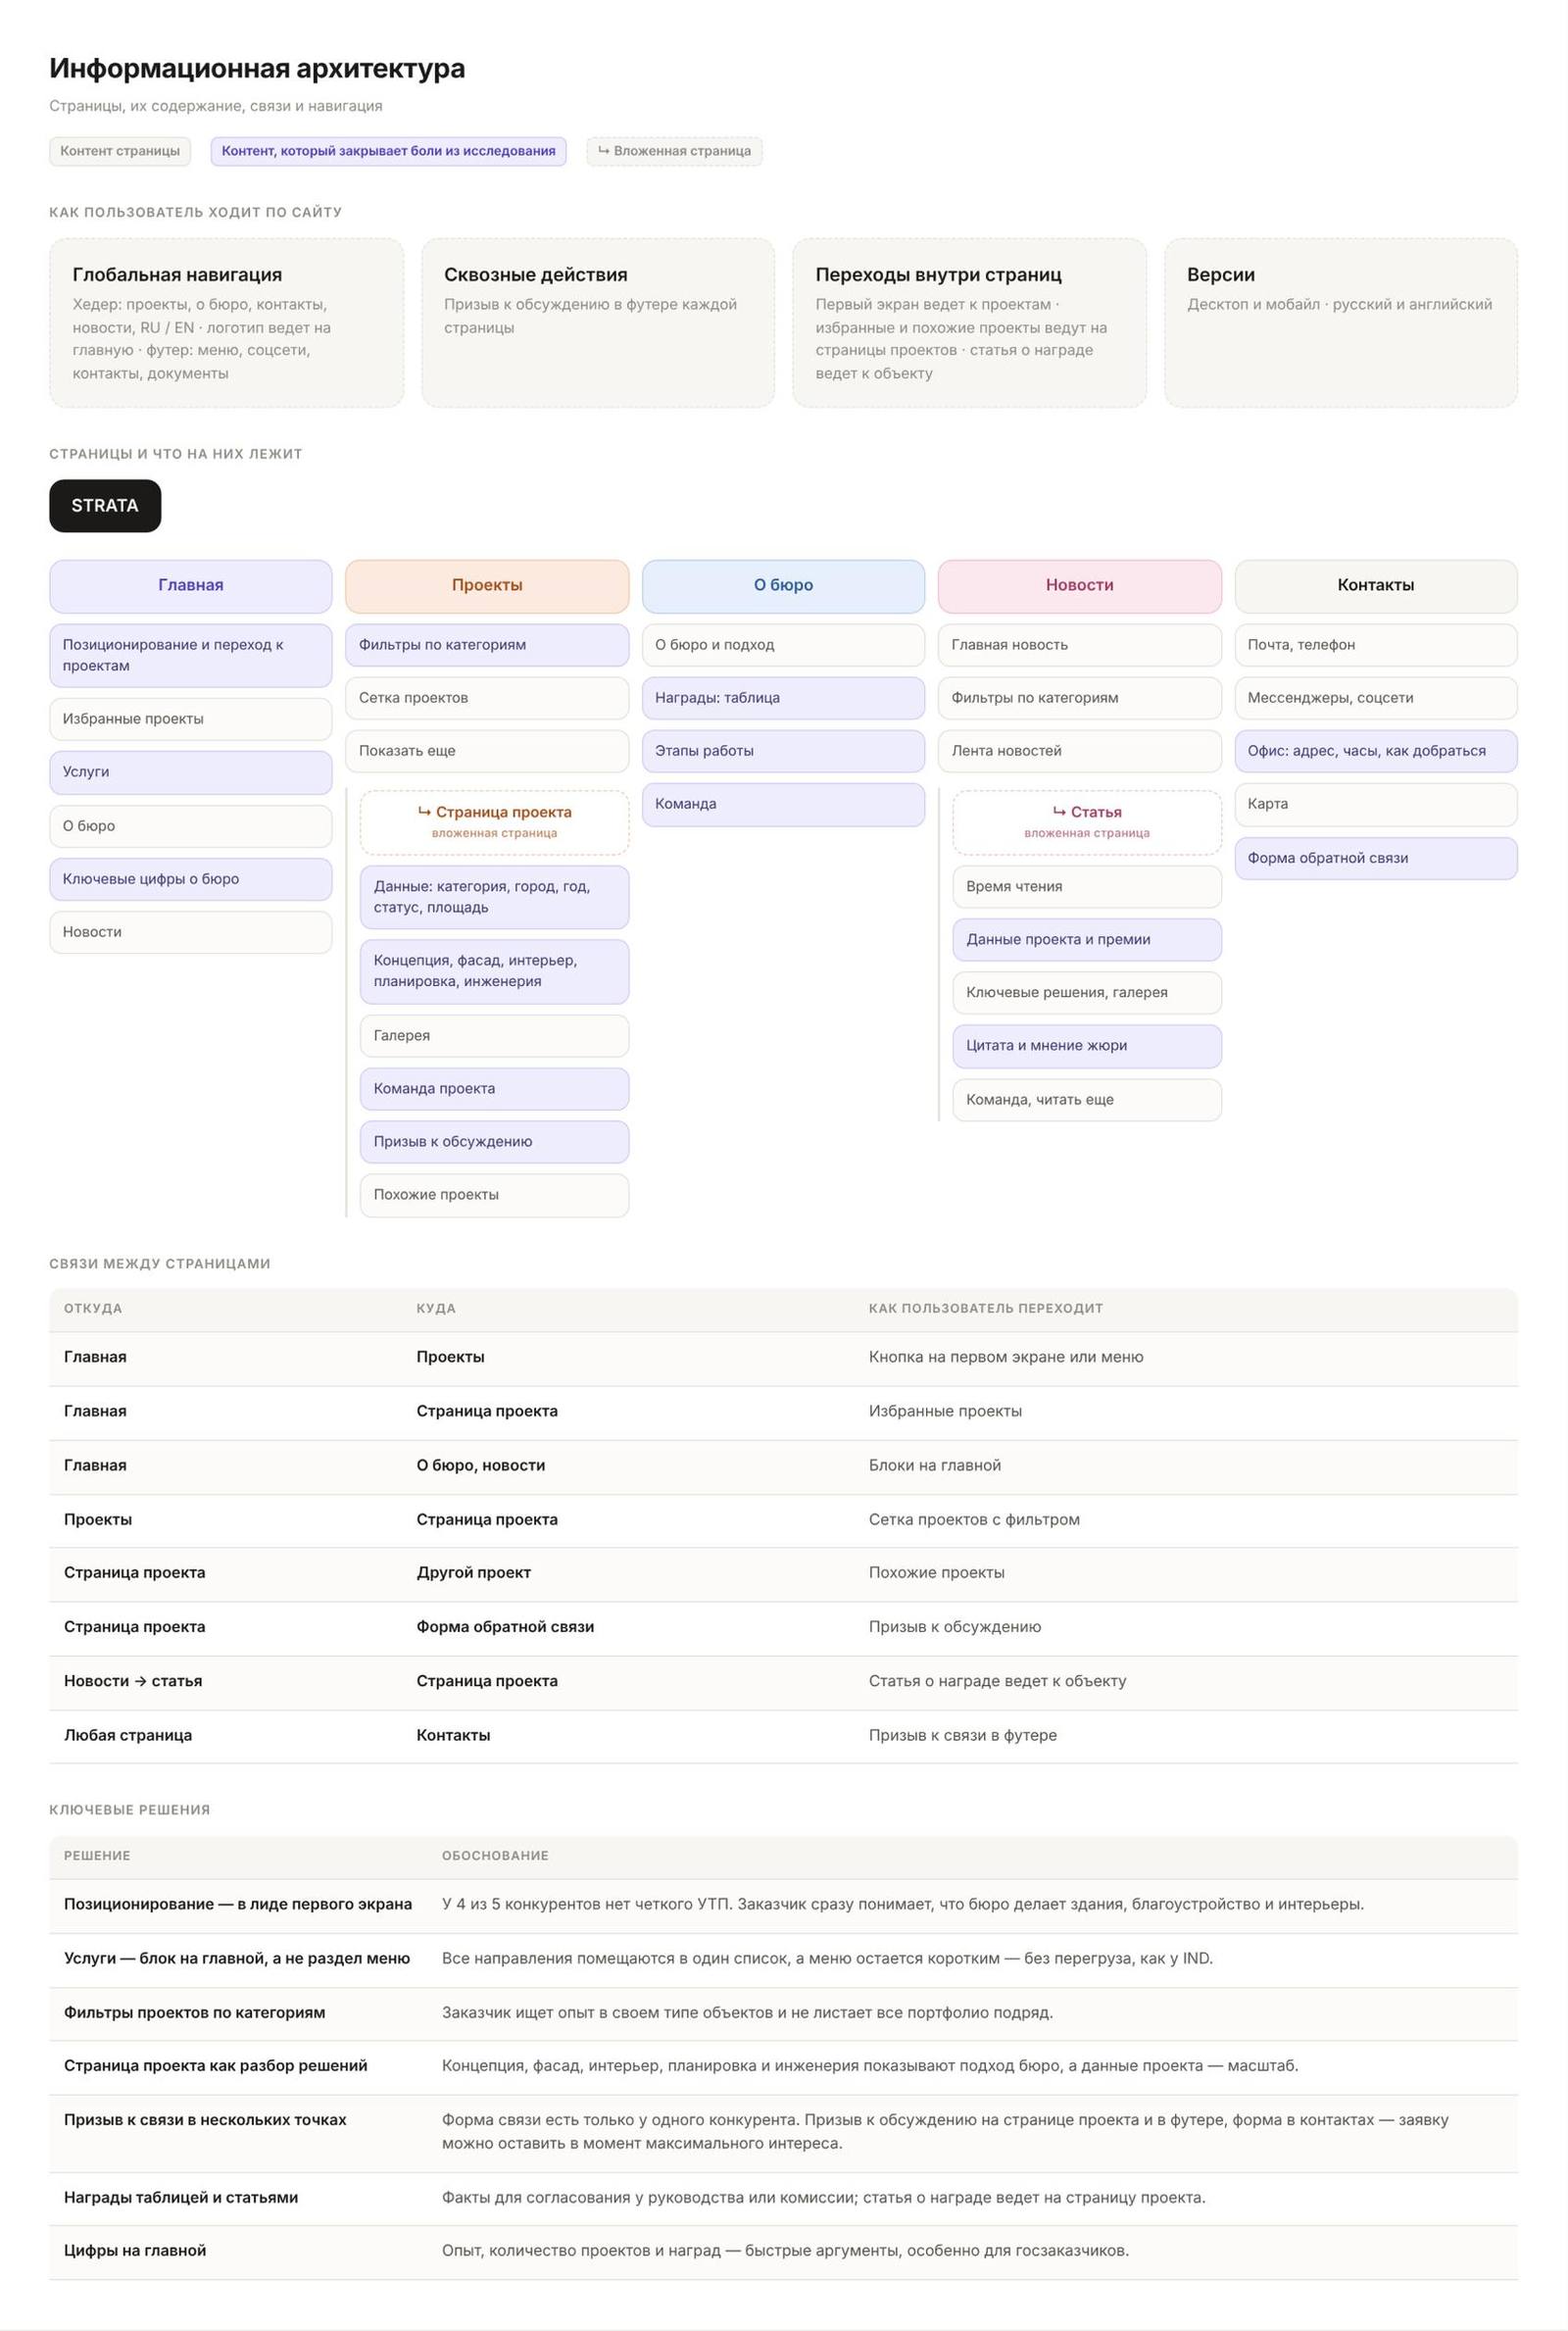 Информационная архитектура
Страницы, их содержание, связи и навигация
Контент страницы
Контент, который закрывает боли из исследования
↳ Вложенная страница
КАК ПОЛЬЗОВАТЕЛЬ ХОДИТ ПО САЙТУ
Глобальная навигация
Хедер: проекты, о бюро, контакты,
новости, RU / EN · логотип ведет на
главную · футер: меню, соцсети,
контакты, документы
Сквозные действия
Призыв к обсуждению в футере каждой
страницы
Переходы внутри страниц
Первый экран ведет к проектам ·
избранные и похожие проекты ведут на
страницы проектов · статья о награде
ведет к объекту
Версии
Десктоп и мобайл · русский и английский
СТРАНИЦЫ И ЧТО НА НИХ ЛЕЖИТ
STRATA
Главная
Позиционирование и переход к
проектам
Избранные проекты
Услуги
О бюро
Ключевые цифры о бюро
Новости
Проекты
Фильтры по категориям
Сетка проектов
Показать еще
↳ Страница проекта
вложенная страница
Данные: категория, город, год,
статус, площадь
Концепция, фасад, интерьер,
планировка, инженерия
Галерея
Команда проекта
Призыв к обсуждению
Похожие проекты
О бюро
О бюро и подход
Награды: таблица
Этапы работы
Команда
Новости
Главная новость
Фильтры по категориям
Лента новостей
↳ Статья
вложенная страница
Время чтения
Данные проекта и премии
Ключевые решения, галерея
Цитата и мнение жюри
Команда, читать еще
Контакты
Почта, телефон
Мессенджеры, соцсети
Офис: адрес, часы, как добраться
Карта
Форма обратной связи
СВЯЗИ МЕЖДУ СТРАНИЦАМИ
ОТКУДА КУДА КАК ПОЛЬЗОВАТЕЛЬ ПЕРЕХОДИТ
Главная Проекты Кнопка на первом экране или меню
Главная Страница проекта Избранные проекты
Главная О бюро, новости Блоки на главной
Проекты Страница проекта Сетка проектов с фильтром
Страница проекта Другой проект Похожие проекты
Страница проекта Форма обратной связи Призыв к обсуждению
Новости → статья Страница проекта Статья о награде ведет к объекту
Любая страница Контакты Призыв к связи в футере
КЛЮЧЕВЫЕ РЕШЕНИЯ
РЕШЕНИЕ ОБОСНОВАНИЕ
Позиционирование — в лиде первого экрана У 4 из 5 конкурентов нет четкого УТП. Заказчик сразу понимает, что бюро делает здания, благоустройство и интерьеры.
Услуги — блок на главной, а не раздел меню Все направления помещаются в один список, а меню остается коротким — без перегруза, как у IND.
Фильтры проектов по категориям Заказчик ищет опыт в своем типе объектов и не листает все портфолио подряд.
Страница проекта как разбор решений Концепция, фасад, интерьер, планировка и инженерия показывают подход бюро, а данные проекта — масштаб.
Призыв к связи в нескольких точках Форма связи есть только у одного конкурента. Призыв к обсуждению на странице проекта и в футере, форма в контактах — заявку
можно оставить в момент максимального интереса.
Награды таблицей и статьями Факты для согласования у руководства или комиссии; статья о награде ведет на страницу проекта.
Цифры на главной Опыт, количество проектов и наград — быстрые аргументы, особенно для госзаказчиков.